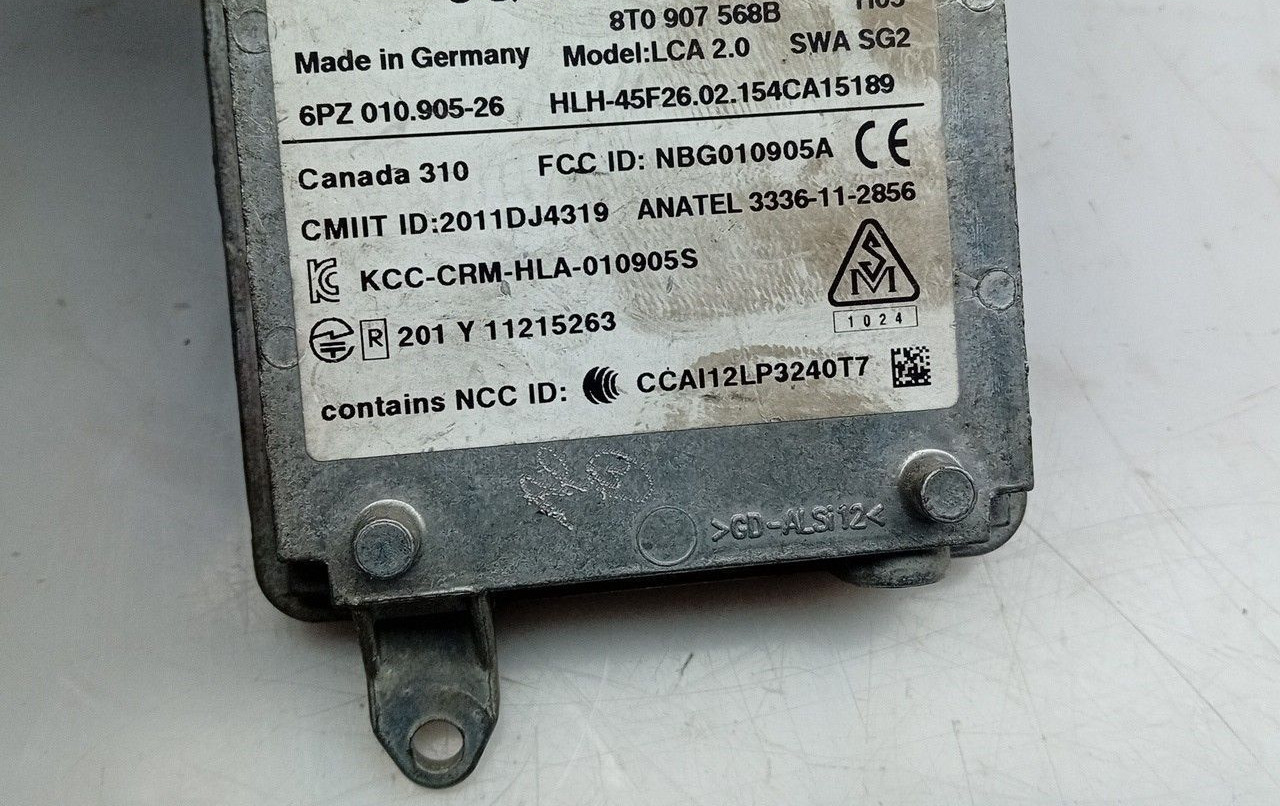 8T0 907 568B H05
Made in Germany Model:LCA 2.0 SWA SG2
6PZ 010.905-26 HLH-45F26.02.154CA15189
Canada 310 FCC ID: NBG010905A CE
CMIIT ID:2011DJ4319 ANATEL 3336-11-2856
KCC-CRM-HLA-010905S
SM
1024
R 201 Y 11215263
contains NCC ID: CCAI12LP3240T7
>GD-ALSi12<